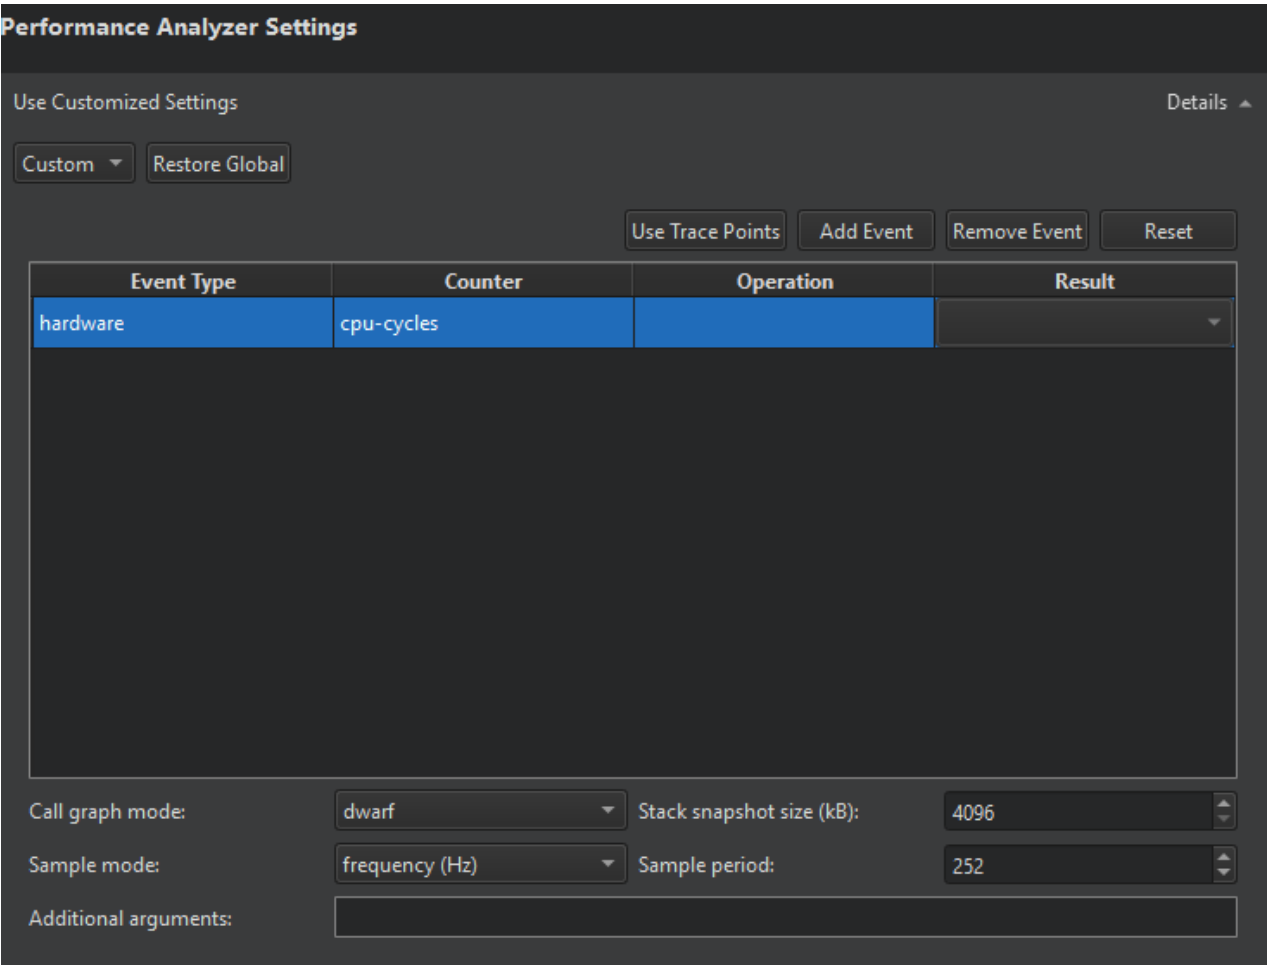 Performance Analyzer Settings
Use Customized Settings Details
Custom Restore Global
Use Trace Points Add Event Remove Event Reset
Event Type Counter Operation Result
hardware cpu-cycles
Call graph mode: dwarf Stack snapshot size (kB): 4096
Sample mode: frequency (Hz) Sample period: 252
Additional arguments: